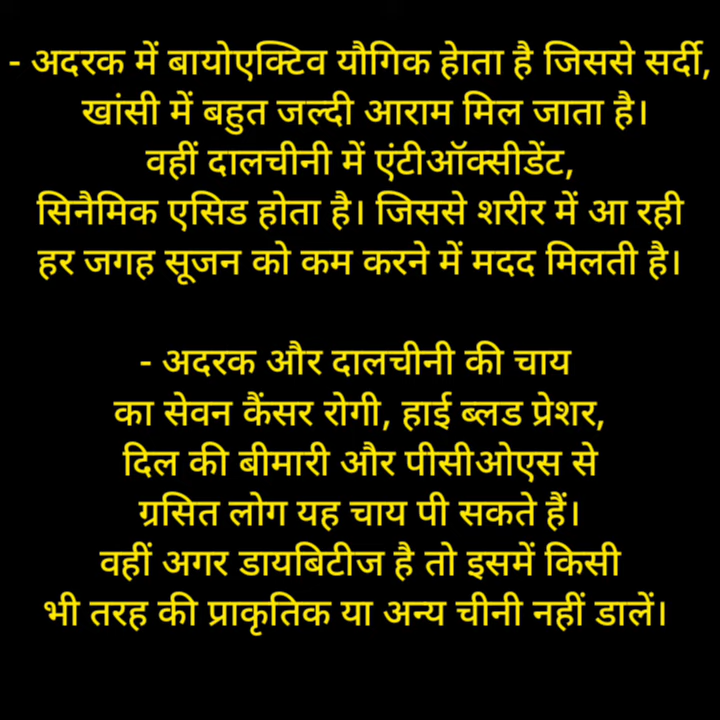 - अदरक में बायोएक्टिव यौगिक हेाता है जिससे सर्दी,
खांसी में बहुत जल्दी आराम मिल जाता है।
वहीं दालचीनी में एंटीऑक्सीडेंट,
सिनैमिक एसिड होता है। जिससे शरीर में आ रही
हर जगह सूजन को कम करने में मदद मिलती है।
- अदरक और दालचीनी की चाय
का सेवन कैंसर रोगी, हाई ब्लड प्रेशर,
दिल की बीमारी और पीसीओएस से
ग्रसित लोग यह चाय पी सकते हैं।
वहीं अगर डायबिटीज है तो इसमें किसी
भी तरह की प्राकृतिक या अन्य चीनी नहीं डालें।